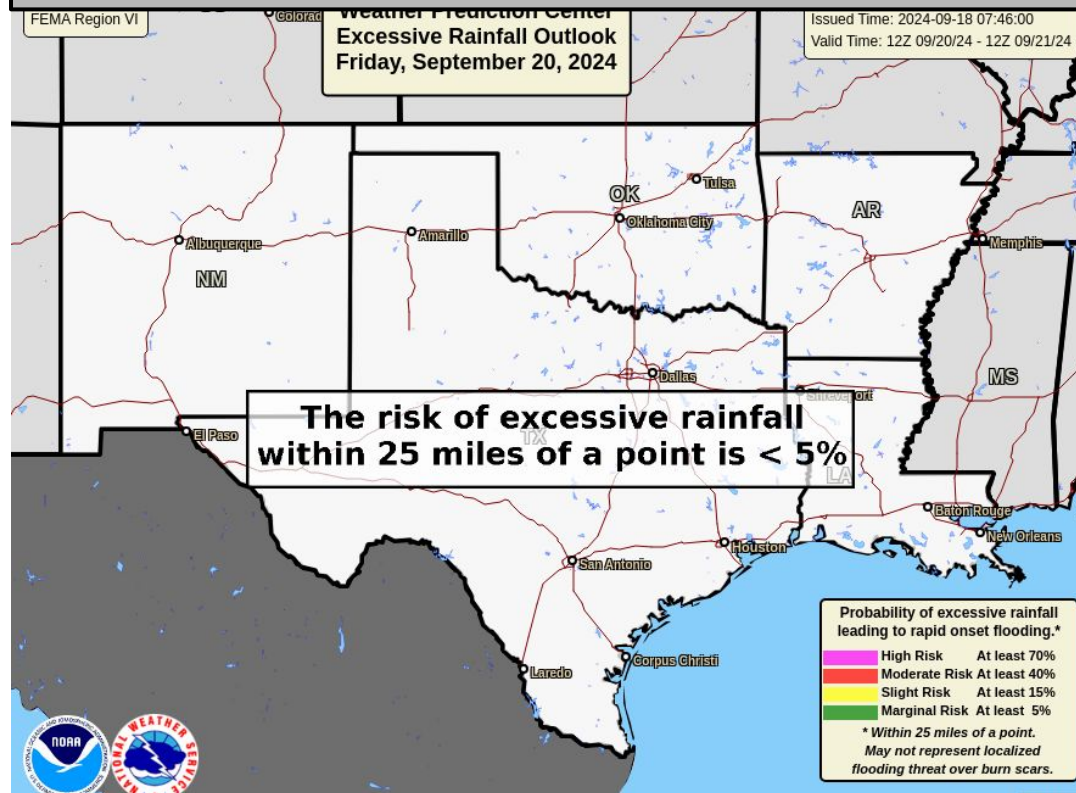 FEMA Region VI
Colorad
Weather Prediction Center
Excessive Rainfall Outlook
Friday, September 20, 2024
Issued Time: 2024-09-18 07:46:00
Valid Time: 12Z 09/20/24 - 12Z 09/21/24
Tulsa
OK
Oklahoma City
AR
Albuquerque
Amarillo
Memphis
NM
Dallas
MS
Shreveport
The risk of excessive rainfall
within 25 miles of a point is < 5%
El Paso
TX
LA
Baton Rouge
New Orleans
Houston
San Antonio
Laredo
Corpus Christi
Probability of excessive rainfall
leading to rapid onset flooding.*
High Risk At least 70%
Moderate Risk At least 40%
Slight Risk At least 15%
Marginal Risk At least 5%
* Within 25 miles of a point.
May not represent localized
flooding threat over burn scars.
NOAA
NATIONAL WEATHER SERVICE